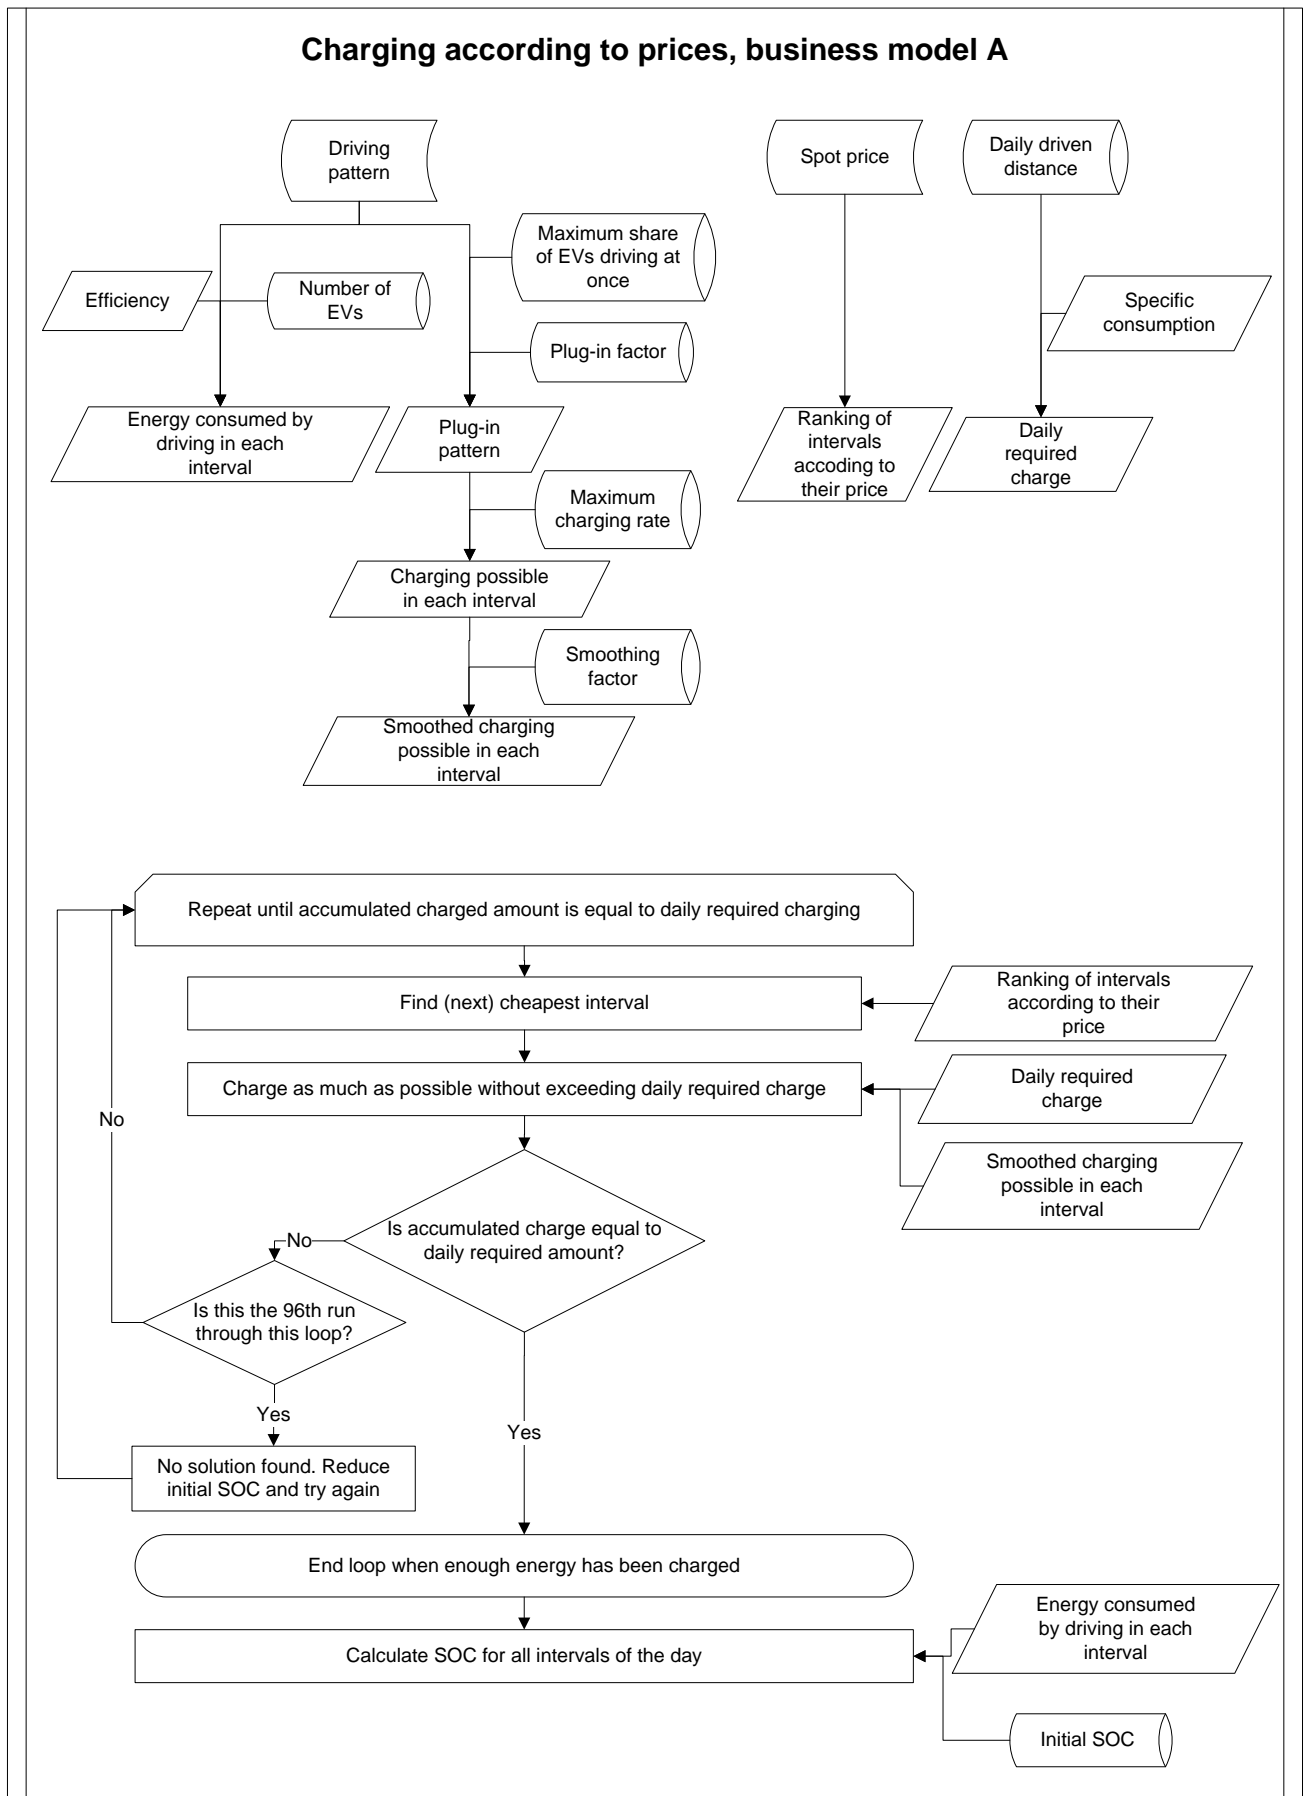 Charging according to prices, business model A
Driving
pattern
Spot price
Daily driven
distance
Maximum share
of EVs driving at
once
Efficiency
Number of
EVs
Specific
consumption
Plug-in factor
Energy consumed by
driving in each
interval
Plug-in
pattern
Ranking of
intervals
accoding to
their price
Daily
required
charge
Maximum
charging rate
Charging possible
in each interval
Smoothing
factor
Smoothed charging
possible in each
interval
Repeat until accumulated charged amount is equal to daily required charging
Find (next) cheapest interval
Ranking of intervals
according to their
price
Charge as much as possible without exceeding daily required charge
Daily required
charge
No
Smoothed charging
possible in each
interval
Is accumulated charge equal to
daily required amount?
No
Is this the 96th run
through this loop?
Yes
Yes
No solution found. Reduce
initial SOC and try again
End loop when enough energy has been charged
Energy consumed
by driving in each
interval
Calculate SOC for all intervals of the day
Initial SOC